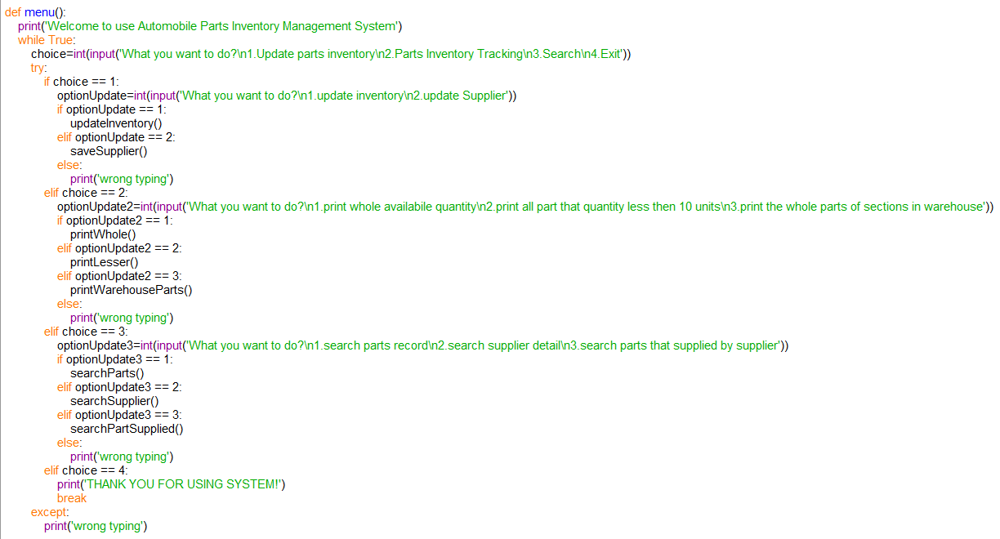 def menu():
    print('Welcome to use Automobile Parts Inventory Management System')
    while True:
        choice=int(input('What you want to do?\n1.Update parts inventory\n2.Parts Inventory Tracking\n3.Search\n4.Exit'))
        try:
            if choice == 1:
                optionUpdate=int(input('What you want to do?\n1.update inventory\n2.update Supplier'))
                if optionUpdate == 1:
                    updateInventory()
                elif optionUpdate == 2:
                    saveSupplier()
                else:
                    print('wrong typing')
            elif choice == 2:
                optionUpdate2=int(input('What you want to do?\n1.print whole availabile quantity\n2.print all part that quantity less then 10 units\n3.print the whole parts of sections in warehouse'))
                if optionUpdate2 == 1:
                    printWhole()
                elif optionUpdate2 == 2:
                    printLesser()
                elif optionUpdate2 == 3:
                    printWarehouseParts()
                else:
                    print('wrong typing')
            elif choice == 3:
                optionUpdate3=int(input('What you want to do?\n1.search parts record\n2.search supplier detail\n3.search parts that supplied by supplier'))
                if optionUpdate3 == 1:
                    searchParts()
                elif optionUpdate3 == 2:
                    searchSupplier()
                elif optionUpdate3 == 3:
                    searchPartSupplied()
                else:
                    print('wrong typing')
            elif choice == 4:
                print('THANK YOU FOR USING SYSTEM!')
                break
        except:
            print('wrong typing')